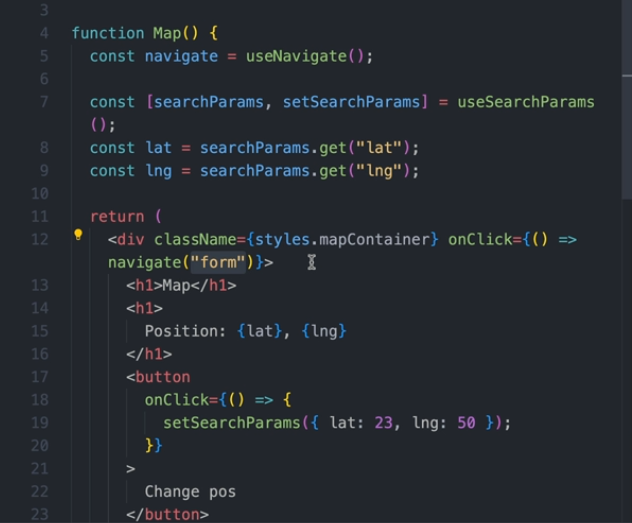 3
4 function Map() {
5 const navigate = useNavigate();
6
7 const [searchParams, setSearchParams] = useSearchParams
();
8 const lat = searchParams.get("lat");
9 const lng = searchParams.get("lng");
10
11 return (
12 <div className={styles.mapContainer} onClick={() =>
navigate("form")}>
13 <h1>Map</h1>
14 <h1>
15 Position: {lat}, {lng}
16 </h1>
17 <button
18 onClick={() => {
19 setSearchParams({ lat: 23, lng: 50 });
20 }}
21 >
22 Change pos
23 </button>